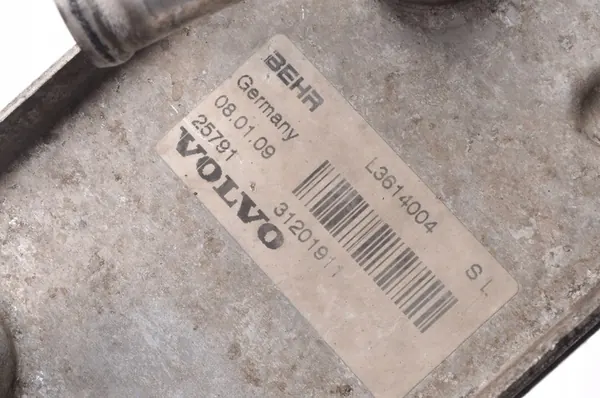 BEHR
Germany
08.01.09
25791
VOLVO
L3614004 S L
31201911